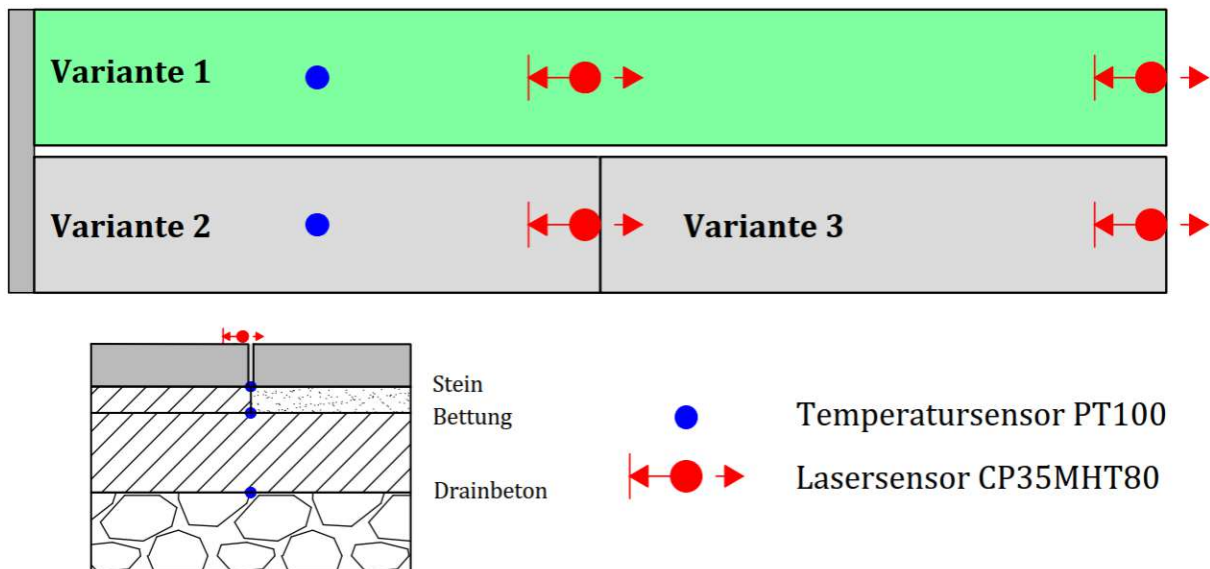 Variante 1
Variante 2
Variante 3
Stein
Bettung
Drainbeton
Temperatursensor PT100
Lasersensor CP35MHT80